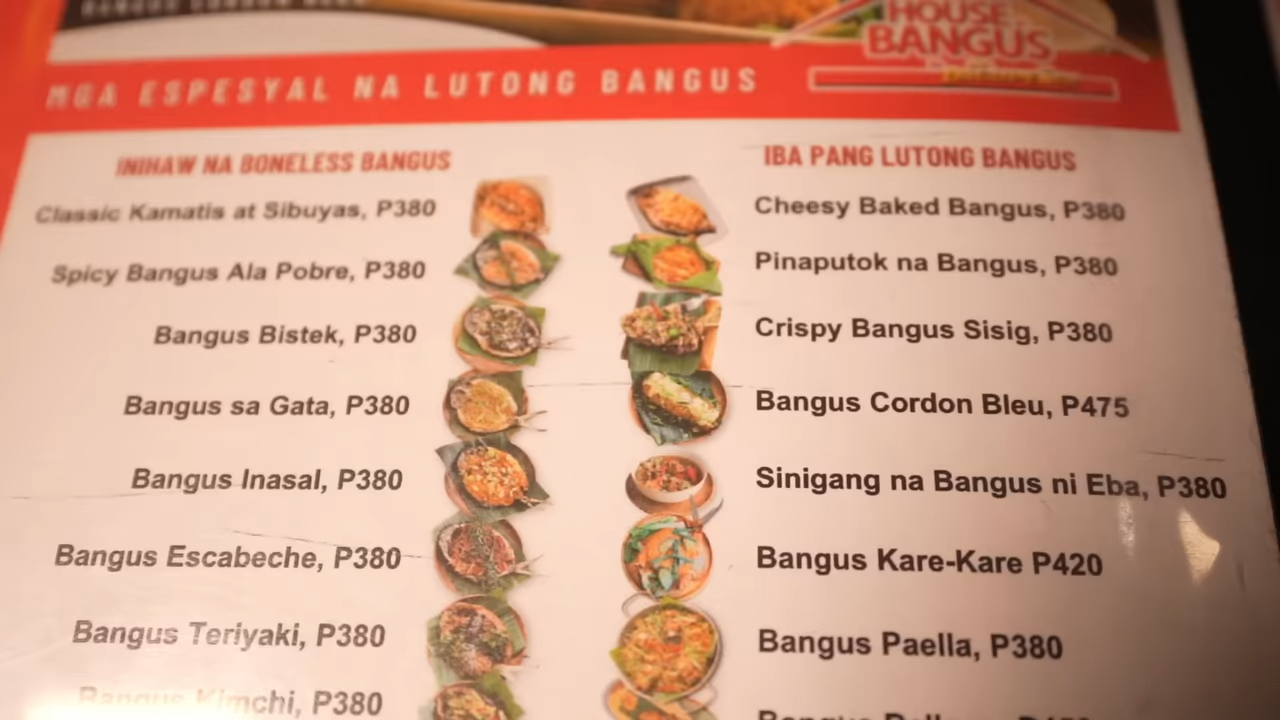 HOUSE
BANGUS
MGA ESPESYAL NA LUTONG BANGUS
INIHAW NA BONELESS BANGUS
Classic Kamatis at Sibuyas, P380
Spicy Bangus Ala Pobre, P380
Bangus Bistek, P380
Bangus sa Gata, P380
Bangus Inasal, P380
Bangus Escabeche, P380
Bangus Teriyaki, P380
Bangus Kimchi, P380
IBA PANG LUTONG BANGUS
Cheesy Baked Bangus, P380
Pinaputok na Bangus, P380
Crispy Bangus Sisig, P380
Bangus Cordon Bleu, P475
Sinigang na Bangus ni Eba, P380
Bangus Kare-Kare P420
Bangus Paella, P380
Bangus